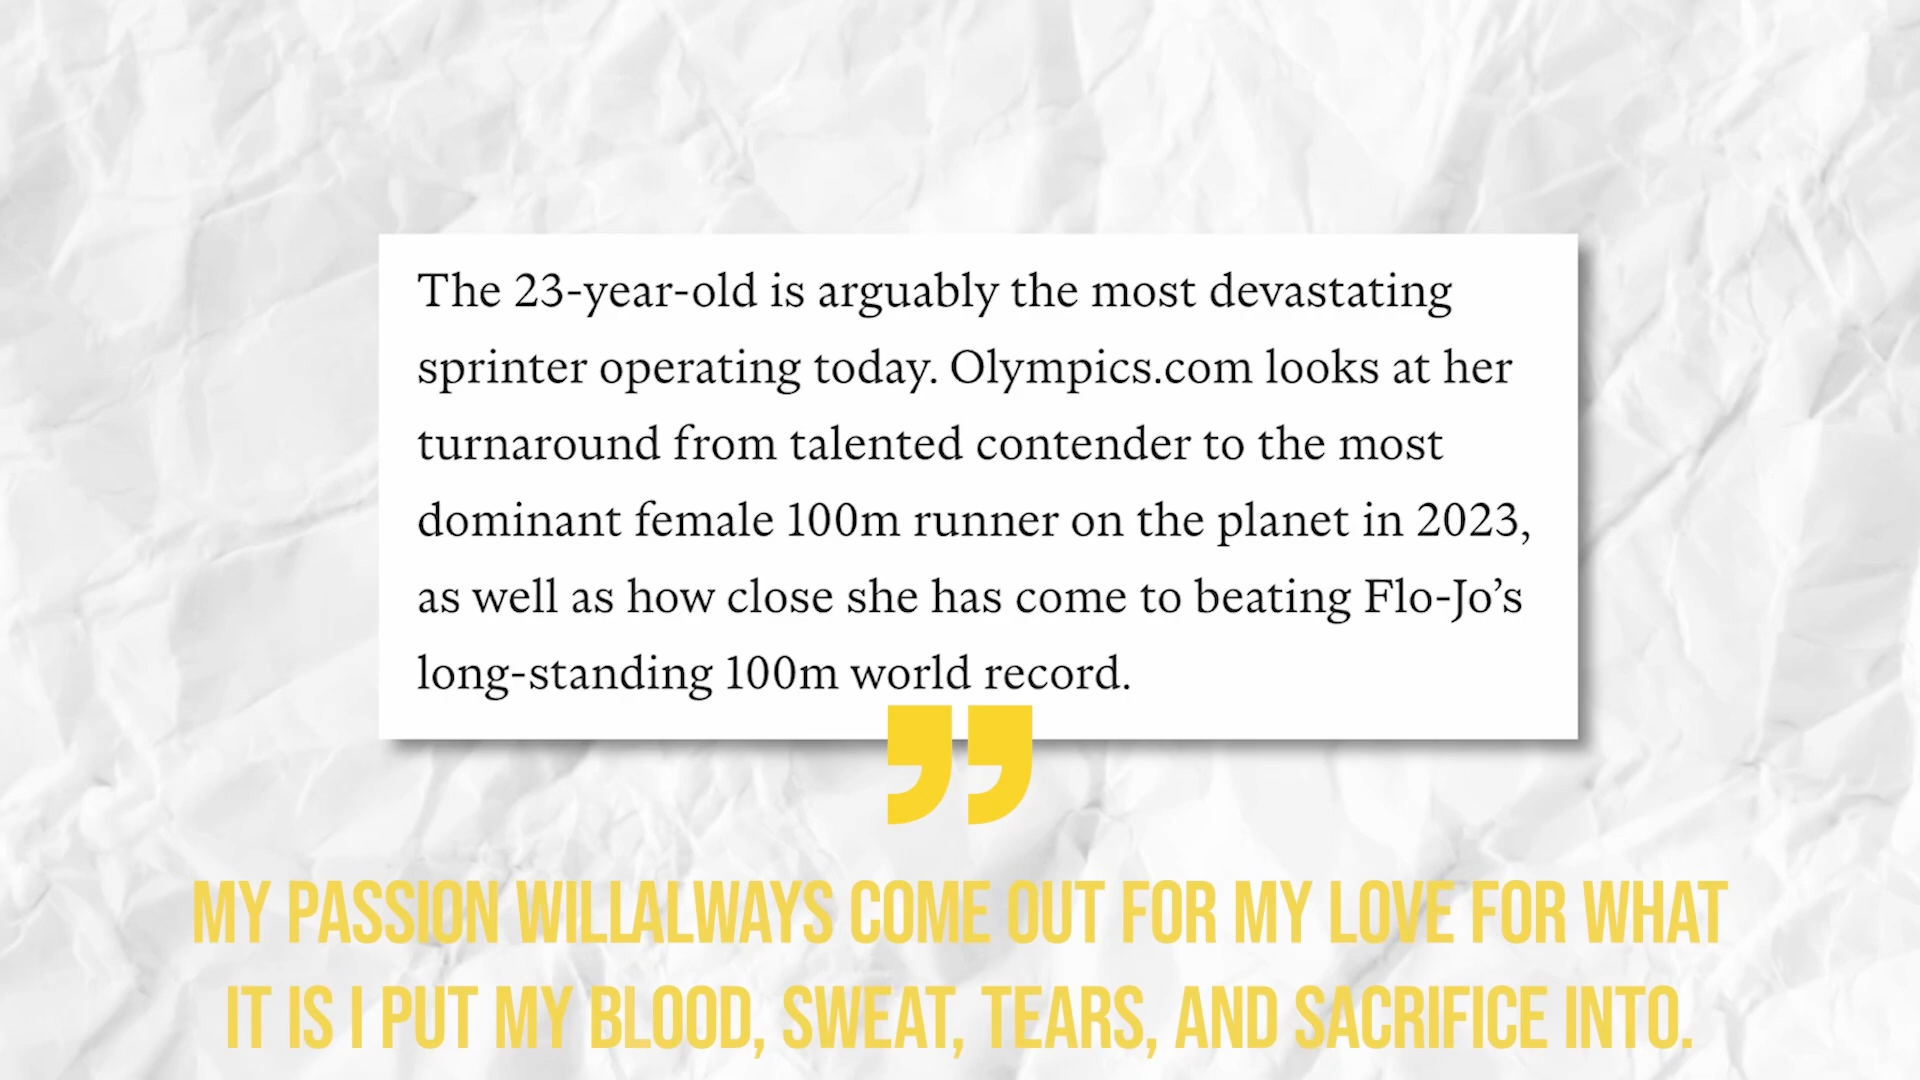 The 23-year-old is arguably the most devastating
sprinter operating today. Olympics.com looks at her
turnaround from talented contender to the most
dominant female 100m runner on the planet in 2023,
as well as how close she has come to beating Flo-Jo’s
long-standing 100m world record.
”
MY PASSION WILLALWAYS COME OUT FOR MY LOVE FOR WHAT
IT IS I PUT MY BLOOD, SWEAT, TEARS, AND SACRIFICE INTO.